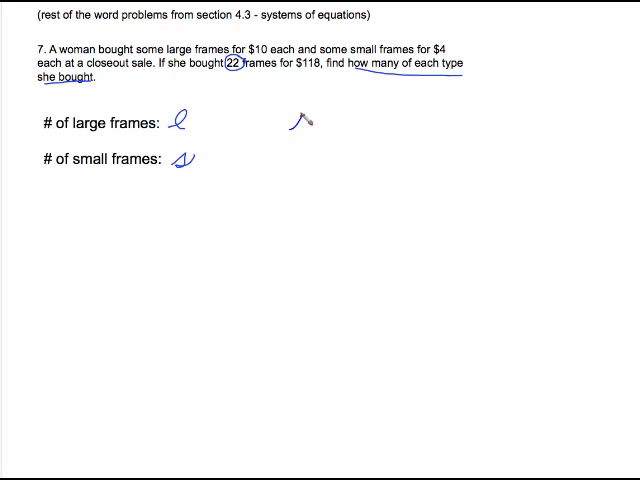 (rest of the word problems from section 4.3 - systems of equations)
7. A woman bought some large frames for $10 each and some small frames for $4
each at a closeout sale. If she bought 22 frames for $118, find how many of each type
she bought.
# of large frames: l
# of small frames: s